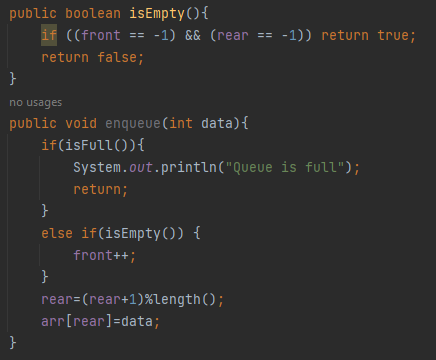 public boolean isEmpty(){
    if ((front == -1) && (rear == -1)) return true;
    return false;
}
no usages
public void enqueue(int data){
    if(isFull()){
        System.out.println("Queue is full");
        return;
    }
    else if(isEmpty()) {
        front++;
    }
    rear=(rear+1)%length();
    arr[rear]=data;
}